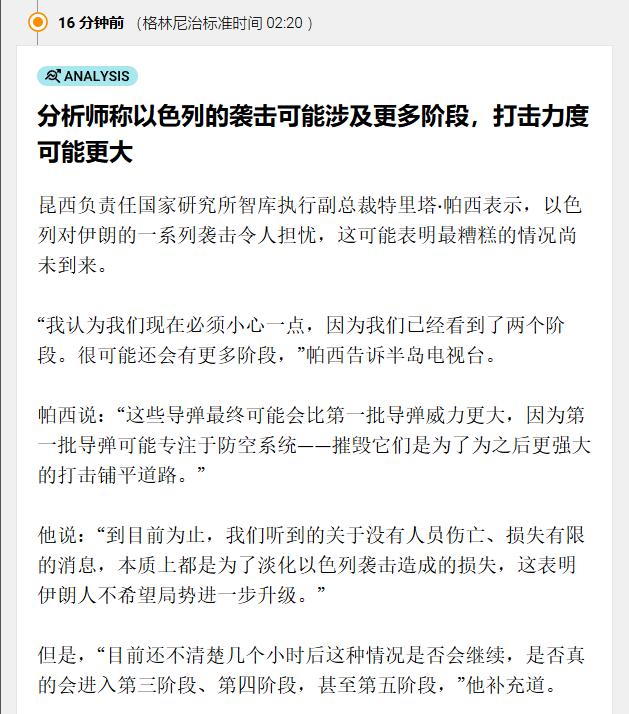 16 分钟前 （格林尼治标准时间 02:20 ）
ANALYSIS
分析师称以色列的袭击可能涉及更多阶段，打击力度
可能更大
昆西负责任国家研究所智库执行副总裁特里塔·帕西表示，以色
列对伊朗的一系列袭击令人担忧，这可能表明最糟糕的情况尚
未到来。
“我认为我们现在必须小心一点，因为我们已经看到了两个阶
段。很可能还会有更多阶段，”帕西告诉半岛电视台。
帕西说：“这些导弹最终可能会比第一批导弹威力更大，因为第
一批导弹可能专注于防空系统——摧毁它们是为了为之后更强大
的打击铺平道路。”
他说：“到目前为止，我们听到的关于没有人员伤亡、损失有限
的消息，本质上都是为了淡化以色列袭击造成的损失，这表明
伊朗人不希望局势进一步升级。”
但是，“目前还不清楚几个小时后这种情况是否会继续，是否真
的会进入第三阶段、第四阶段，甚至第五阶段，”他补充道。